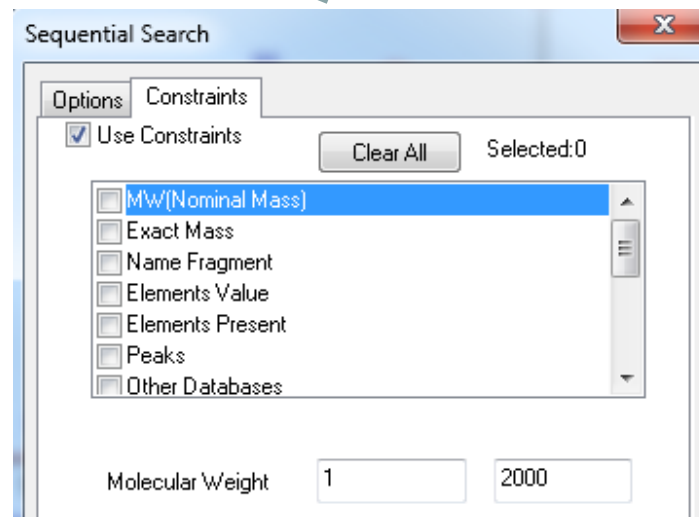 Sequential Search
Options Constraints
Use Constraints Clear All Selected:0
MW(Nominal Mass)
Exact Mass
Name Fragment
Elements Value
Elements Present
Peaks
Other Databases
Molecular Weight 1 2000